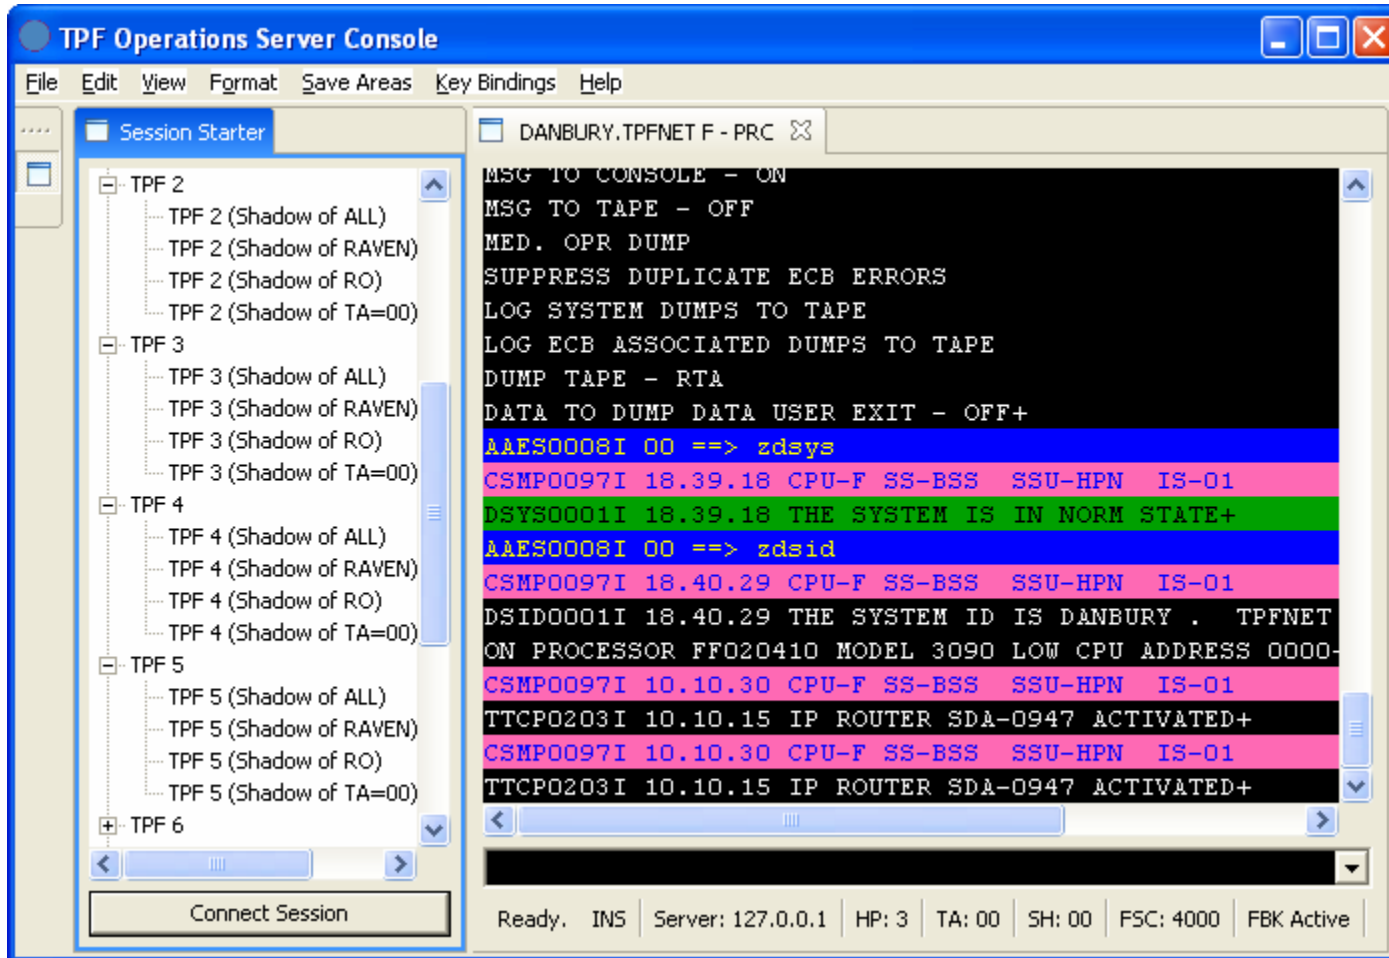 TPF Operations Server Console
File Edit View Format Save Areas Key Bindings Help
Session Starter
TPF 2
TPF 2 (Shadow of ALL)
TPF 2 (Shadow of RAVEN)
TPF 2 (Shadow of RO)
TPF 2 (Shadow of TA=00)
TPF 3
TPF 3 (Shadow of ALL)
TPF 3 (Shadow of RAVEN)
TPF 3 (Shadow of RO)
TPF 3 (Shadow of TA=00)
TPF 4
TPF 4 (Shadow of ALL)
TPF 4 (Shadow of RAVEN)
TPF 4 (Shadow of RO)
TPF 4 (Shadow of TA=00)
TPF 5
TPF 5 (Shadow of ALL)
TPF 5 (Shadow of RAVEN)
TPF 5 (Shadow of RO)
TPF 5 (Shadow of TA=00)
TPF 6
Connect Session
DANBURY.TPFNET F - PRC
MSG TO CONSOLE - ON
MSG TO TAPE - OFF
MED. OPR DUMP
SUPPRESS DUPLICATE ECB ERRORS
LOG SYSTEM DUMPS TO TAPE
LOG ECB ASSOCIATED DUMPS TO TAPE
DUMP TAPE - RTA
DATA TO DUMP DATA USER EXIT - OFF+
AAES0008I 00 ==> zdsys
CSMP0097I 18.39.18 CPU-F SS-BSS SSU-HPN IS-01
DSYS0001I 18.39.18 THE SYSTEM IS IN NORM STATE+
AAES0008I 00 ==> zdsid
CSMP0097I 18.40.29 CPU-F SS-BSS SSU-HPN IS-01
DSID0001I 18.40.29 THE SYSTEM ID IS DANBURY . TPFNET
ON PROCESSOR FF020410 MODEL 3090 LOW CPU ADDRESS 0000-
CSMP0097I 10.10.30 CPU-F SS-BSS SSU-HPN IS-01
TTCP0203I 10.10.15 IP ROUTER SDA-0947 ACTIVATED+
CSMP0097I 10.10.30 CPU-F SS-BSS SSU-HPN IS-01
TTCP0203I 10.10.15 IP ROUTER SDA-0947 ACTIVATED+
Ready. INS Server: 127.0.0.1 HP: 3 TA: 00 SH: 00 FSC: 4000 FBK Active